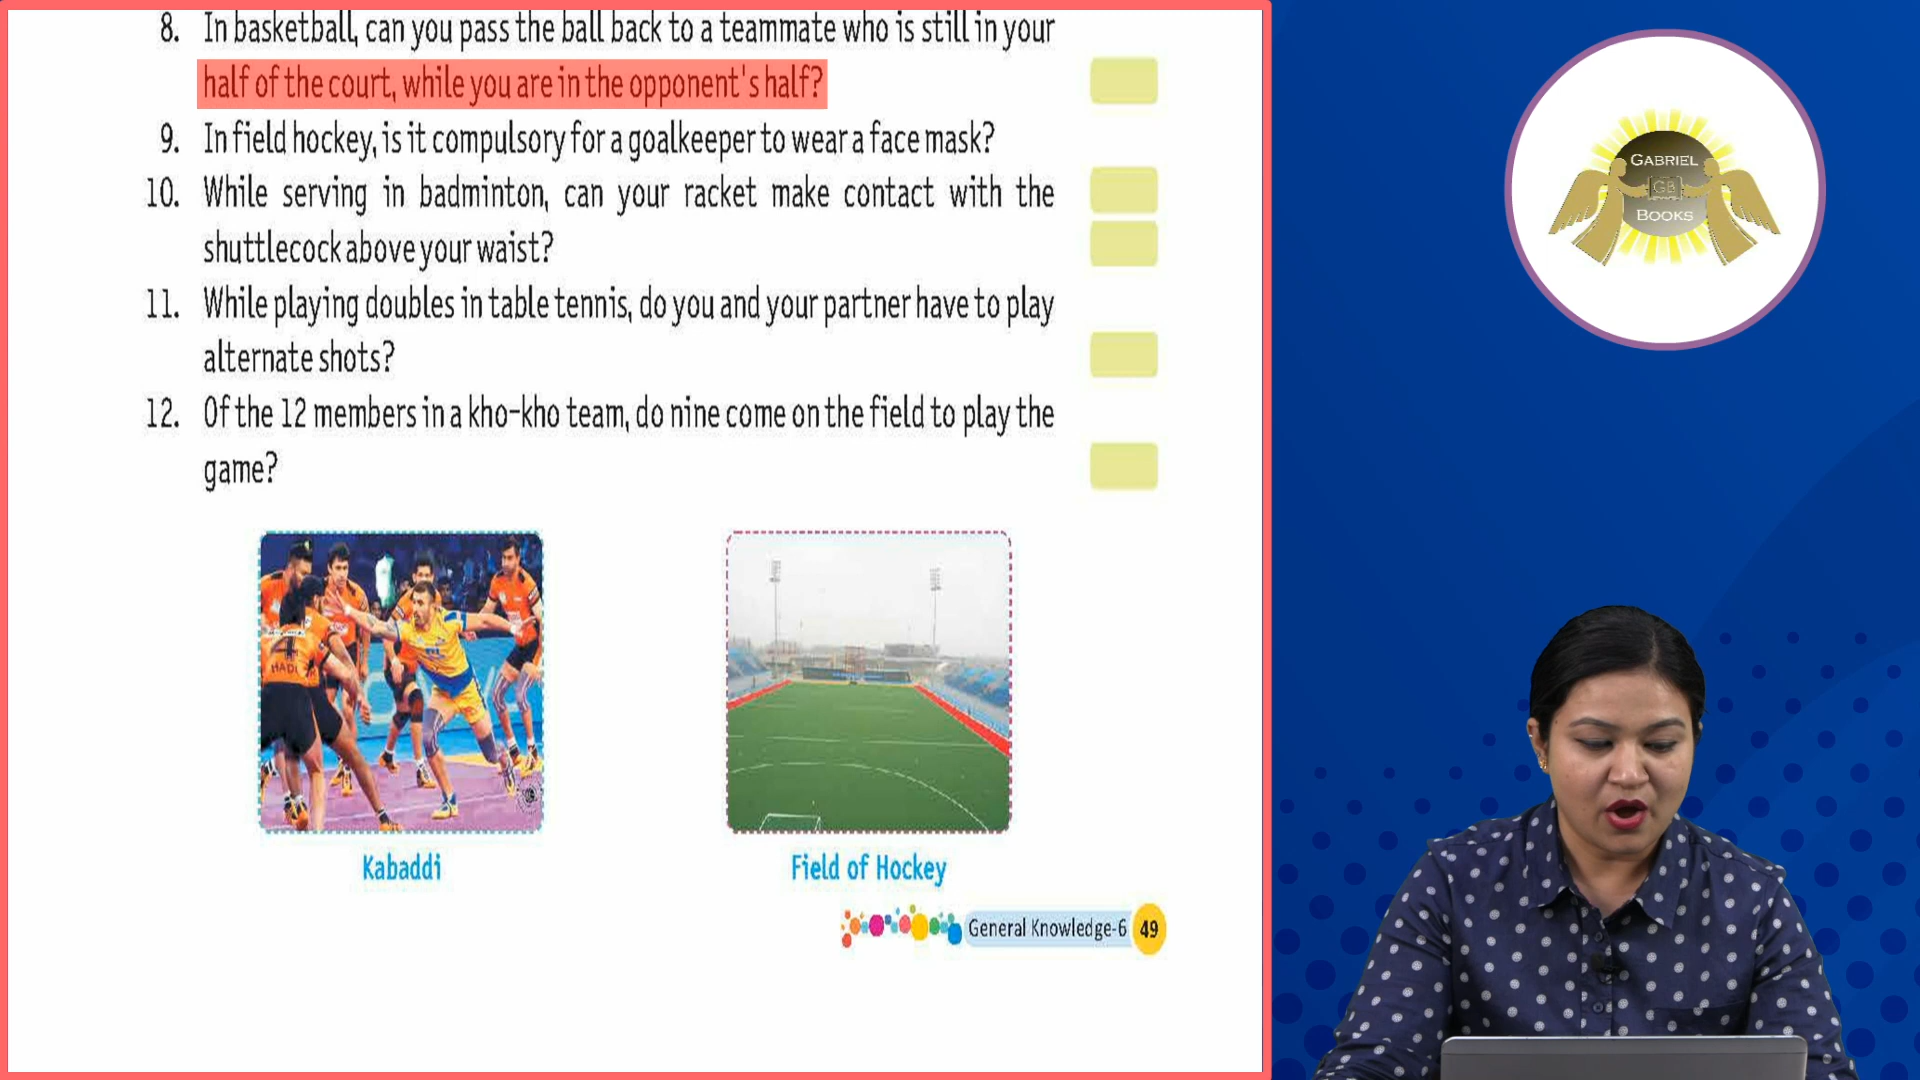 8. In basketball, can you pass the ball back to a teammate who is still in your
half of the court, while you are in the opponent's half?
9. In field hockey, is it compulsory for a goalkeeper to wear a face mask?
10. While serving in badminton, can your racket make contact with the
shuttlecock above your waist?
11. While playing doubles in table tennis, do you and your partner have to play
alternate shots?
12. Of the 12 members in a kho-kho team, do nine come on the field to play the
game?
4
HADI
Kabaddi
Field of Hockey
General Knowledge-6 49
GABRIEL
GB
BOOKS